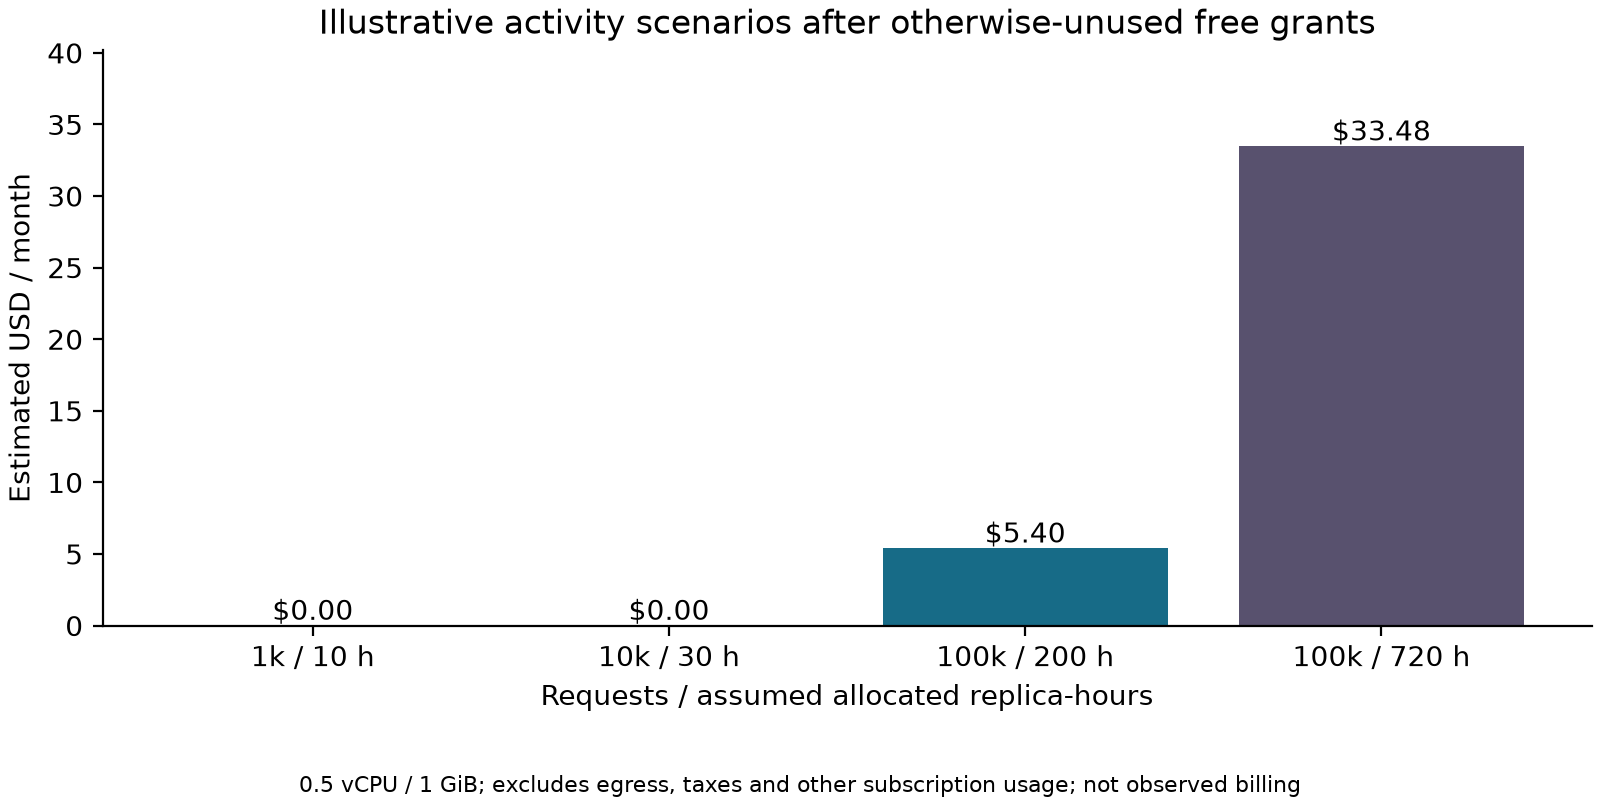 Illustrative activity scenarios after otherwise-unused free grants
Estimated USD / month
40
35
30
25
20
15
10
5
0
$0.00
$0.00
$5.40
$33.48
1k / 10 h
10k / 30 h
100k / 200 h
100k / 720 h
Requests / assumed allocated replica-hours
0.5 vCPU / 1 GiB; excludes egress, taxes and other subscription usage; not observed billing